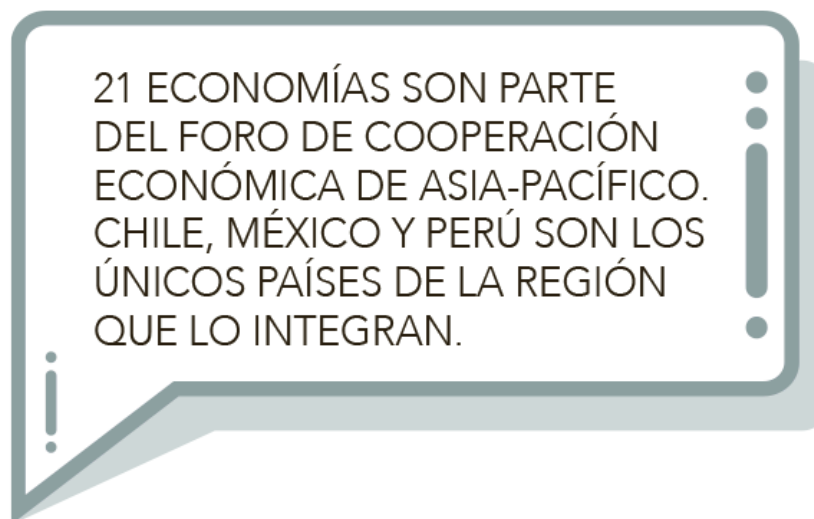 21 ECONOMÍAS SON PARTE
DEL FORO DE COOPERACIÓN
ECONÓMICA DE ASIA-PACÍFICO.
CHILE, MÉXICO Y PERÚ SON LOS
ÚNICOS PAÍSES DE LA REGIÓN
QUE LO INTEGRAN.